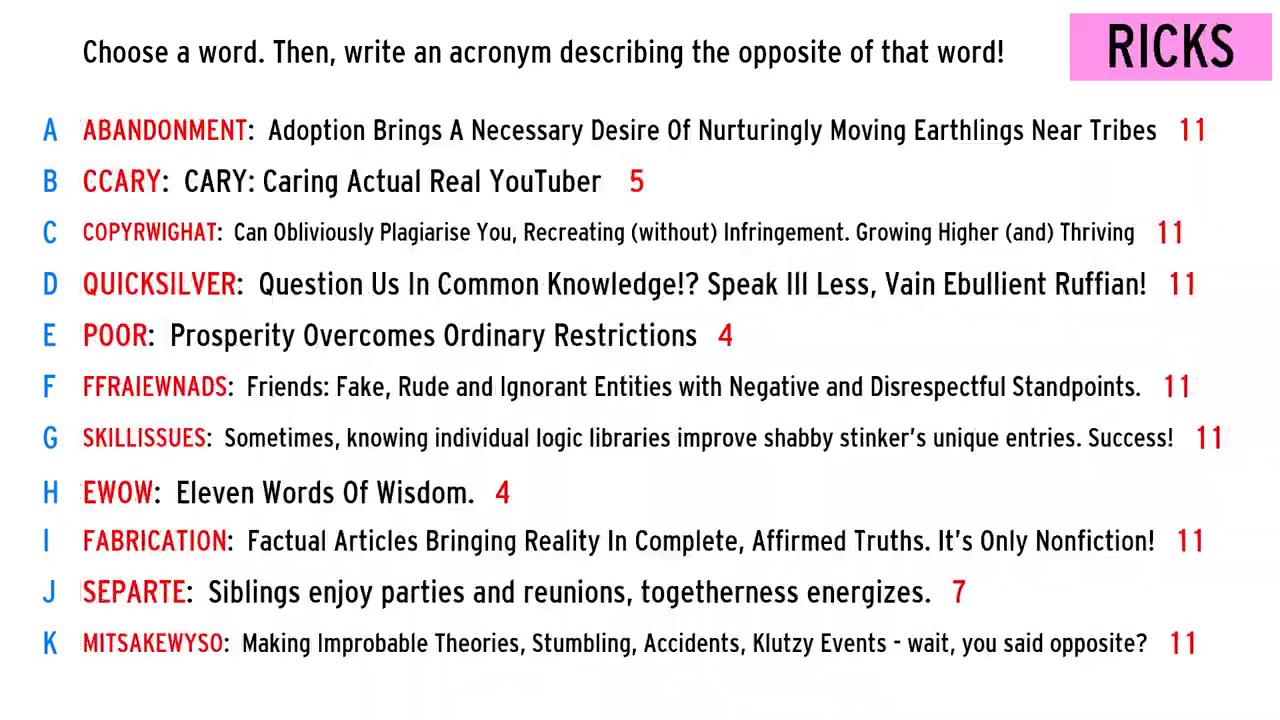 Choose a word. Then, write an acronym describing the opposite of that word! RICKS
A ABANDONMENT: Adoption Brings A Necessary Desire Of Nurturingly Moving Earthlings Near Tribes 11
B CCARY: CARY: Caring Actual Real YouTuber 5
C COPYRWIGHAT: Can Obliviously Plagiarise You, Recreating (without) Infringement. Growing Higher (and) Thriving 11
D QUICKSILVER: Question Us In Common Knowledge!? Speak Ill Less, Vain Ebullient Ruffian! 11
E POOR: Prosperity Overcomes Ordinary Restrictions 4
F FFRAIEWNADS: Friends: Fake, Rude and Ignorant Entities with Negative and Disrespectful Standpoints. 11
G SKILLISSUES: Sometimes, knowing individual logic libraries improve shabby stinker's unique entries. Success! 11
H EWOW: Eleven Words Of Wisdom. 4
I FABRICATION: Factual Articles Bringing Reality In Complete, Affirmed Truths. It's Only Nonfiction! 11
J SEPARTE: Siblings enjoy parties and reunions, togetherness energizes. 7
K MITSAKEWYSO: Making Improbable Theories, Stumbling, Accidents, Klutzy Events - wait, you said opposite? 11